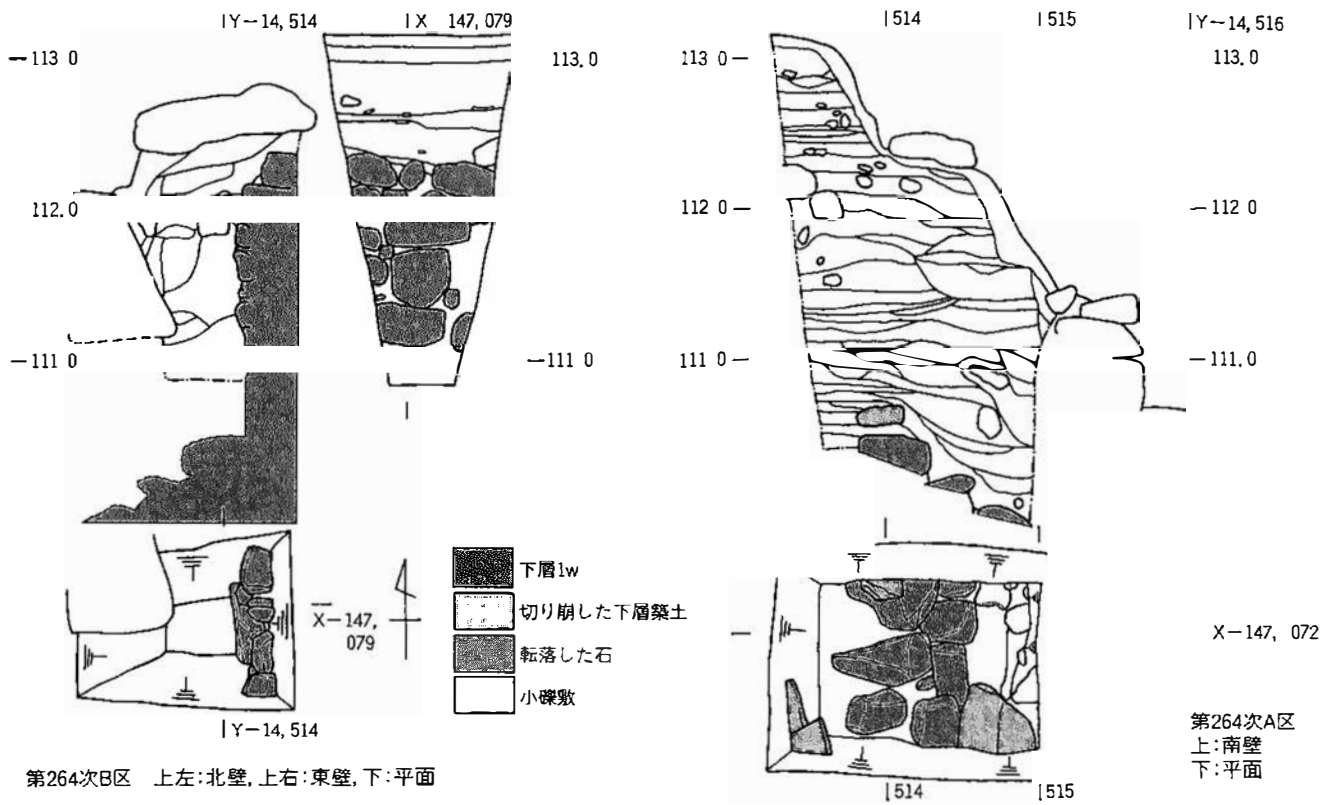 |Y−14,514
|X 147,079
−113 0
113.0
112.0
−111 0
−111 0
下層1w
切り崩した下層築土
転落した石
小礫敷
X−147,
079
|Y−14,514
第264次B区 上左:北壁,上右:東壁,下:平面
|514
|515
|Y−14,516
113 0 −
113.0
112 0 −
−112 0
111 0 −
−111.0
X−147, 072
第264次A区
上:南壁
下:平面
|514
|515